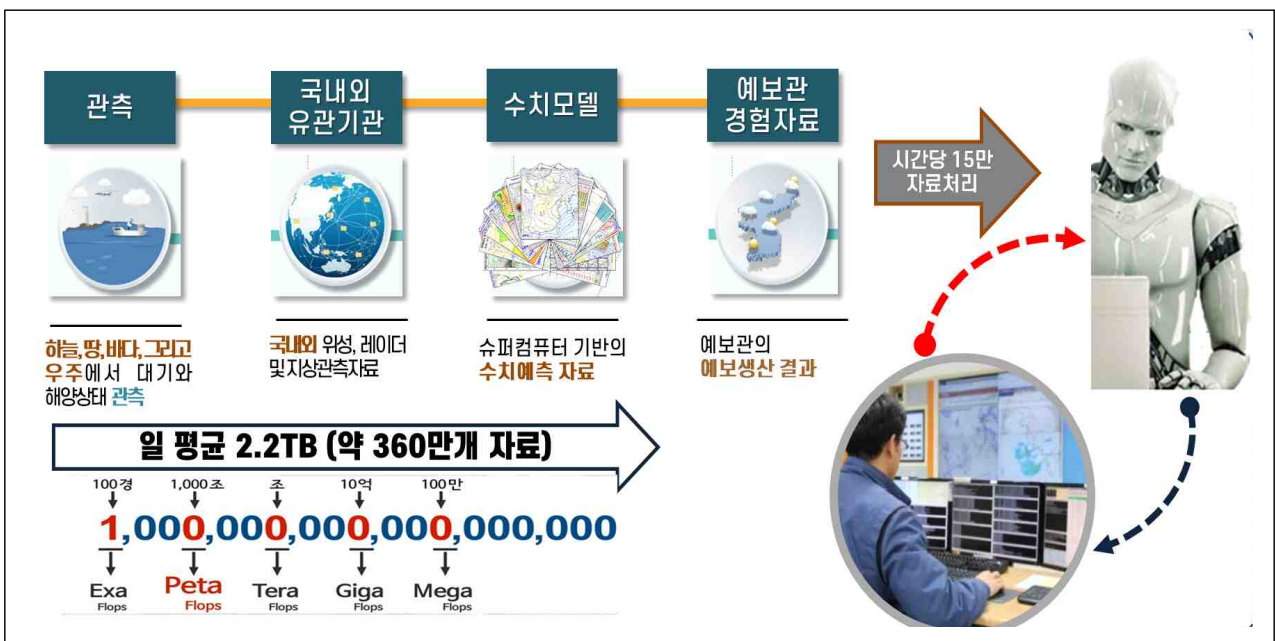 관측
국내외
유관기관
수치모델
예보관
경험자료
시간당 15만
자료처리
하늘,땅,바다,그리고
우주에서 대기와
해양상태 관측
국내외 위성, 레이더
및지상관측자료
슈퍼컴퓨터 기반의
수치예측 자료
예보관의
예보생산 결과
일 평균 2.2TB (약 360만개 자료)
100경 1,000조 조 10억 100만
1,000,000,000,000,000,000
Exa Peta Tera Giga Mega
Flops Flops Flops Flops Flops